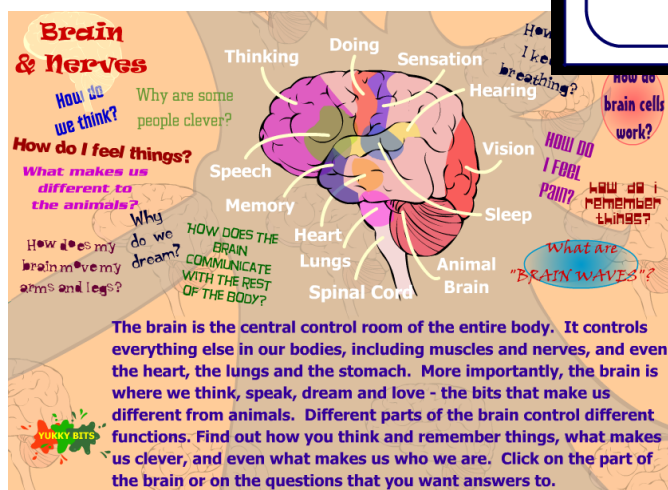 Brain
& Nerves
How do
we think?
Why are some
people clever?
How do I feel things?
What makes us
different to
the animals?
Why
do we
dream?
How does my
brain move my
arms and legs?
HOW DOES THE
BRAIN
COMMUNICATE
WITH THE REST
OF THE BODY?
Thinking
Doing
Sensation
Hearing
Vision
Speech
Memory
Sleep
Heart
Lungs
Animal
Brain
Spinal Cord
How
I kee
breathing?
How do
brain cells
work?
HOW DO
I FEEL
PAIN?
how do i
remember
things?
What are
"BRAIN WAVES"?
The brain is the central control room of the entire body. It controls
everything else in our bodies, including muscles and nerves, and even
the heart, the lungs and the stomach. More importantly, the brain is
where we think, speak, dream and love - the bits that make us
different from animals. Different parts of the brain control different
functions. Find out how you think and remember things, what makes
us clever, and even what makes us who we are. Click on the part of
the brain or on the questions that you want answers to.
YUKKY BITS